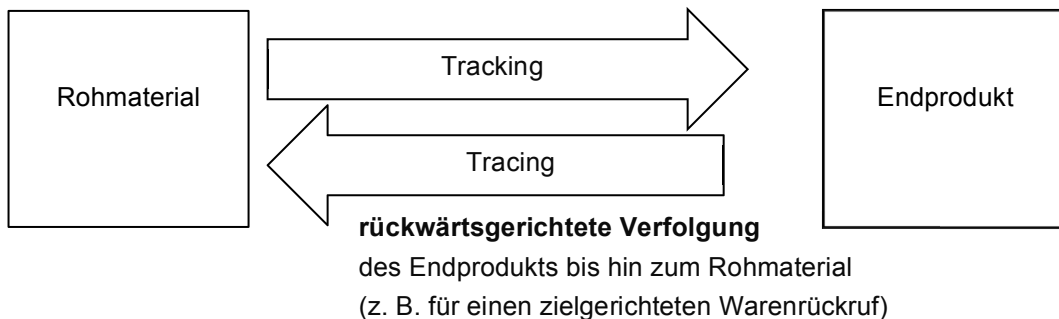 Rohmaterial
Tracking
Endprodukt
Tracing
rückwärtsgerichtete Verfolgung
des Endprodukts bis hin zum Rohmaterial
(z. B. für einen zielgerichteten Warenrückruf)